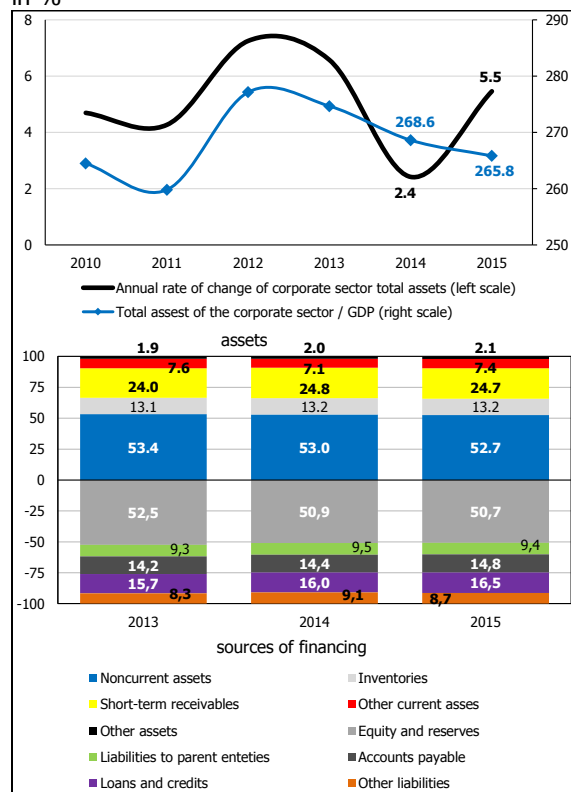 in %
8 290
6 280
4 270
2 260
0 250
5.5
268.6
2.4
265.8
2010 2011 2012 2013 2014 2015
Annual rate of change of corporate sector total assets (left scale)
Total assest of the corporate sector / GDP (right scale)
assets
1.9 2.0 2.1
100
7.6 7.1 7.4
75
24.0 24.8 24.7
13.1 13.2 13.2
50
53.4 53.0 52.7
25
0
-25
52,5 50,9 50,7
-50
9,3 9,5 9,4
14,2 14,4 14,8
-75
15,7 16,0 16,5
8,3 9,1 8,7
-100
2013 2014 2015
sources of financing
Noncurrent assets Inventories
Short-term receivables Other current asses
Other assets Equity and reserves
Liabilities to parent enteties Accounts payable
Loans and credits Other liabilities